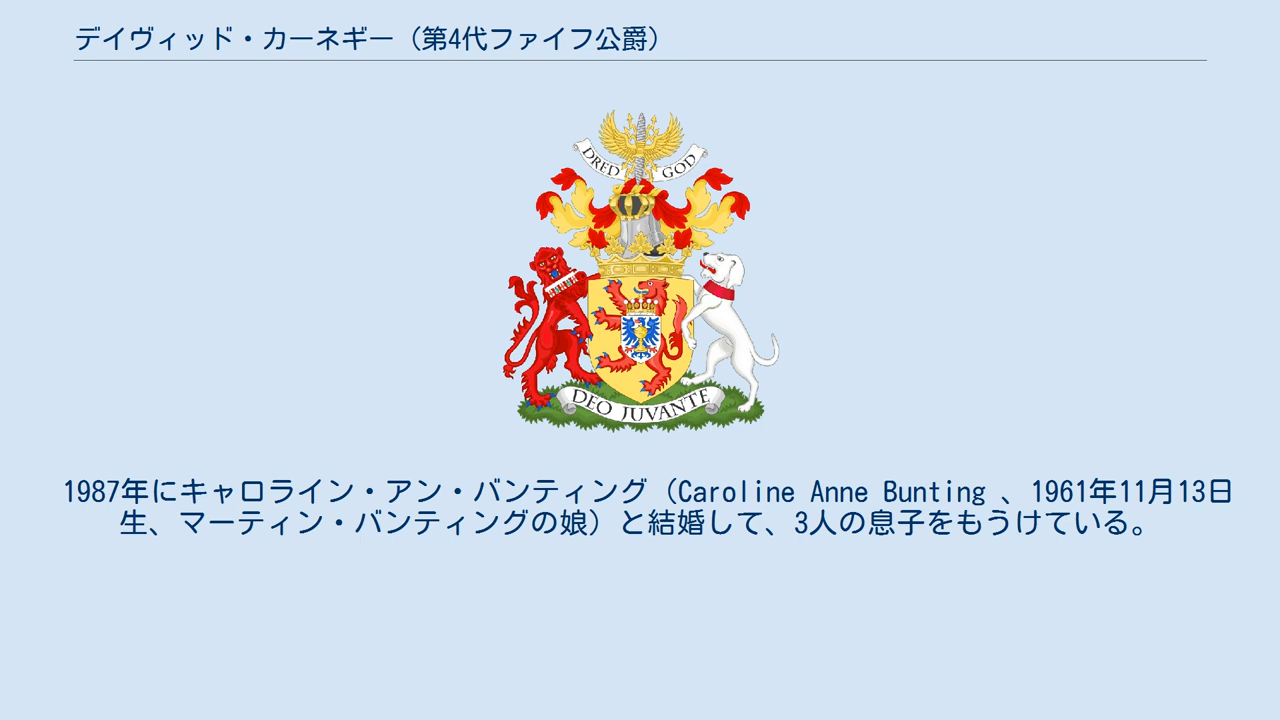 デイヴィッド・カーネギー（第4代ファイフ公爵）
DRED GOD
DEO JUVANTE
1987年にキャロライン・アン・バンティング（Caroline Anne Bunting 、1961年11月13日
生、マーティン・バンティングの娘）と結婚して、3人の息子をもうけている。